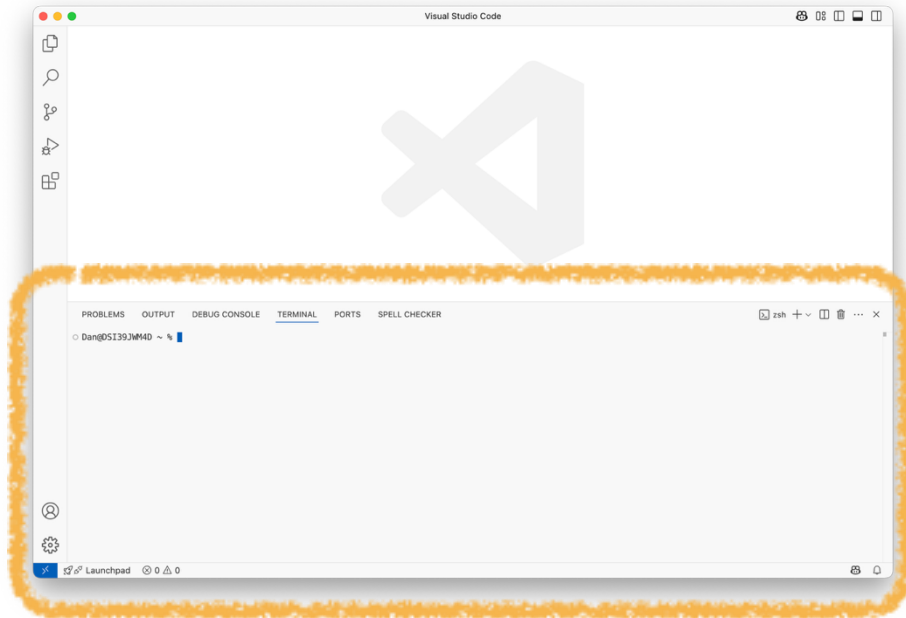 Visual Studio Code
PROBLEMS OUTPUT DEBUG CONSOLE TERMINAL PORTS SPELL CHECKER zsh
Dan@DSI39JWM4D ~ %
Launchpad 0 0